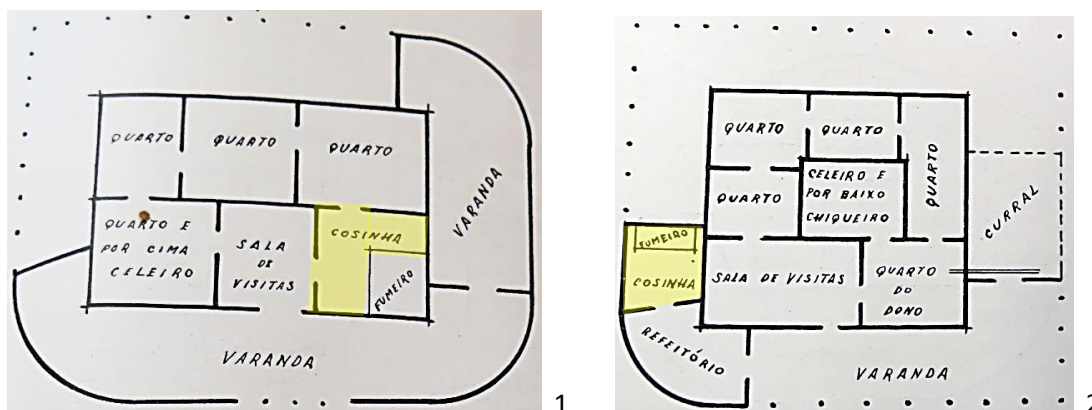 QUARTO
QUARTO
QUARTO
QUARTO E
POR CIMA
CELEIRO
SALA
DE
VISITAS
COSINHA
FUMEIRO
VARANDA
VARANDA
1
QUARTO
QUARTO
QUARTO
CELEIRO E
POR BAIXO
CHIQUEIRO
QUARTO
CURRAL
FUMEIRO
COSINHA
SALA DE VISITAS
QUARTO
DO
DONO
REFEITÓRIO
VARANDA